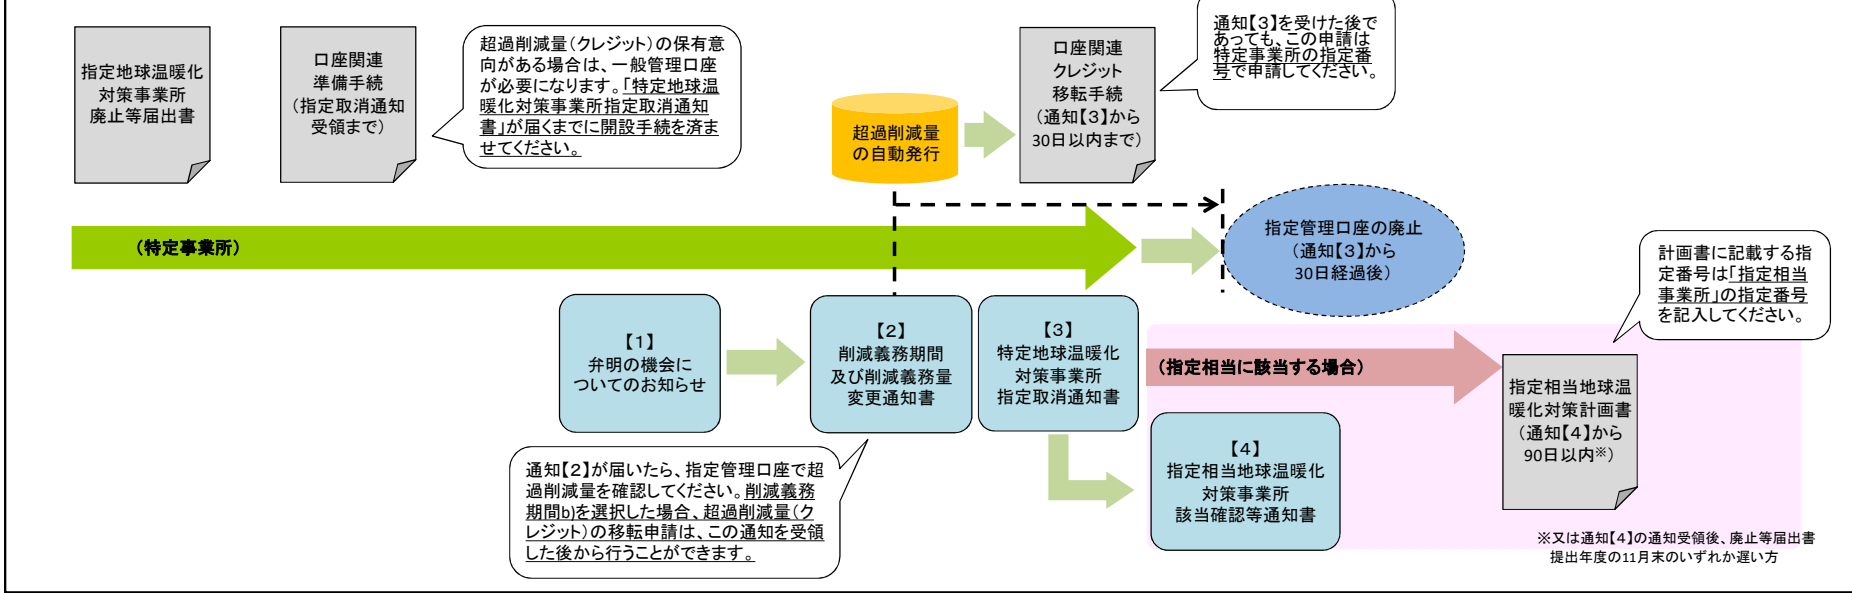 指定地球温暖化
対策事業所
廃止等届出書
口座関連
準備手続
(指定取消通知
受領まで)
超過削減量(クレジット)の保有意
向がある場合は、一般管理口座
が必要になります。「特定地球温
暖化対策事業所指定取消通知
書」が届くまでに開設手続を済ま
せてください。
超過削減量
の自動発行
口座関連
クレジット
移転手続
(通知【3】から
30日以内まで)
通知【3】を受けた後で
あっても、この申請は
特定事業所の指定番
号で申請してください。
(特定事業所)
指定管理口座の廃止
(通知【3】から
30日経過後)
計画書に記載する指
定番号は「指定相当
事業所」の指定番号
を記入してください。
【1】
弁明の機会に
ついてのお知らせ
【2】
削減義務期間
及び削減義務量
変更通知書
【3】
特定地球温暖化
対策事業所
指定取消通知書
(指定相当に該当する場合)
指定相当地球温
暖化対策計画書
(通知【4】から
90日以内※)
通知【2】が届いたら、指定管理口座で超
過削減量を確認してください。削減義務
期間b)を選択した場合、超過削減量(ク
レジット)の移転申請は、この通知を受領
した後から行うことができます。
【4】
指定相当地球温暖化
対策事業所
該当確認等通知書
※又は通知【4】の通知受領後、廃止等届出書
提出年度の11月末のいずれか遅い方